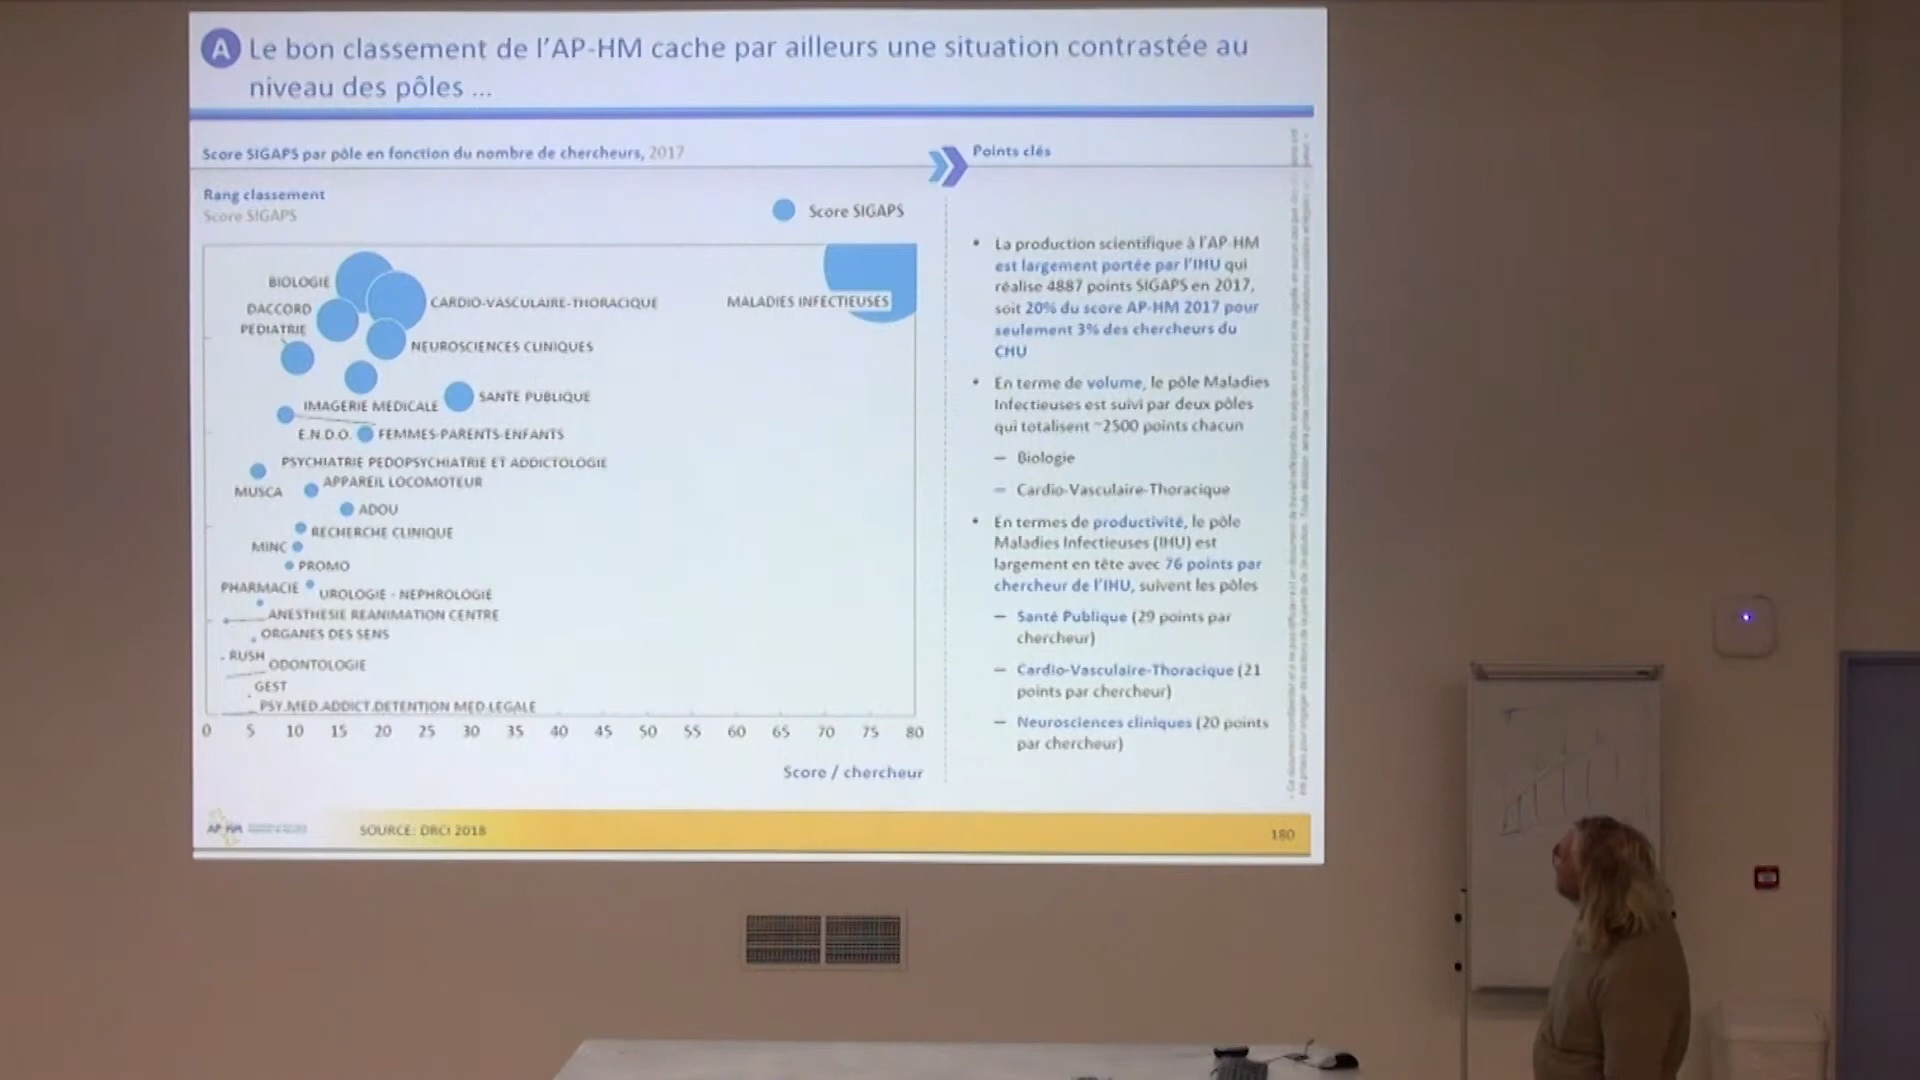 A Le bon classement de l'AP-HM cache par ailleurs une situation contrastée au
niveau des pôles ...
Score SIGAPS par pôle en fonction du nombre de chercheurs, 2017
Rang classement
Score SIGAPS
Score SIGAPS
BIOLOGIE
DACCORD
CARDIO-VASCULAIRE-THORACIQUE
MALADIES INFECTIEUSES
PEDIATRIE
NEUROSCIENCES CLINIQUES
IMAGERIE MEDICALE
SANTE PUBLIQUE
E.N.D.O.
FEMMES-PARENTS-ENFANTS
PSYCHIATRIE PEDOPSYCHIATRIE ET ADDICTOLOGIE
MUSCA
APPAREIL LOCOMOTEUR
ADOU
RECHERCHE CLINIQUE
MINC
PROMO
PHARMACIE
UROLOGIE - NEPHROLOGIE
ANESTHESIE REANIMATION CENTRE
ORGANES DES SENS
RUSH
ODONTOLOGIE
GEST
PSY.MED.ADDICT.DETENTION MED LEGALE
0 5 10 15 20 25 30 35 40 45 50 55 60 65 70 75 80
Score / chercheur
Points clés
• La production scientifique à l'AP-HM
est largement portée par l'IHU qui
réalise 4887 points SIGAPS en 2017,
soit 20% du score AP-HM 2017 pour
seulement 3% des chercheurs du
CHU
• En terme de volume, le pôle Maladies
Infectieuses est suivi par deux pôles
qui totalisent ~2500 points chacun
– Biologie
– Cardio-Vasculaire-Thoracique
• En termes de productivité, le pôle
Maladies Infectieuses (IHU) est
largement en tête avec 76 points par
chercheur de l'IHU, suivent les pôles
– Santé Publique (29 points par
chercheur)
– Cardio-Vasculaire-Thoracique (21
points par chercheur)
– Neurosciences cliniques (20 points
par chercheur)
AP-HM
SOURCE: DRCI 2018
180